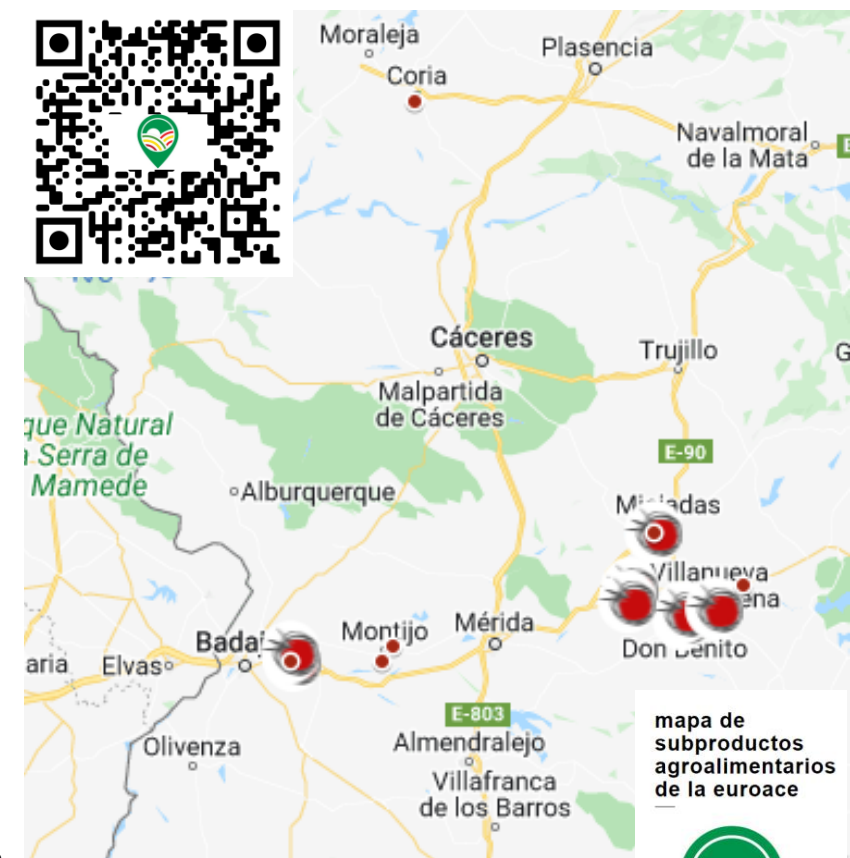 Moraleja
Plasencia
Coria
Navalmoral
de la Mata
Cáceres
Trujillo
Malpartida
de Cáceres
que Natural
Serra de
Mamede
E-90
Alburquerque
Villanueva
Montijo
Mérida
Elvas
Don Benito
E-803
Olivenza
Almendralejo
Villafranca
de los Barros
mapa de
subproductos
agroalimentarios
de la euroace